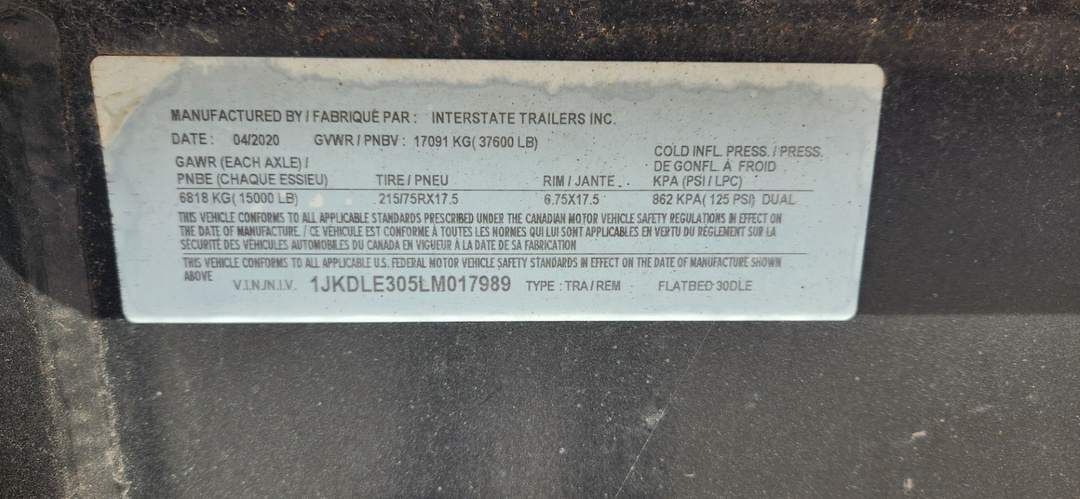 MANUFACTURED BY / FABRIQUÉ PAR : INTERSTATE TRAILERS INC.
DATE : 04/2020 GVWR / PNBV : 17091 KG( 37600 LB)
GAWR (EACH AXLE) / COLD INFL. PRESS. / PRESS.
PNBE (CHAQUE ESSIEU) TIRE / PNEU RIM / JANTE DE GONFL. À FROID
KPA (PSI / LPC)
6818 KG( 15000 LB) 215/75RX17.5 6.75X17.5 862 KPA( 125 PSI) DUAL
THIS VEHICLE CONFORMS TO ALL APPLICABLE STANDARDS PRESCRIBED UNDER THE CANADIAN MOTOR VEHICLE SAFETY REGULATIONS IN EFFECT ON
THE DATE OF MANUFACTURE. / CE VÉHICULE EST CONFORME À TOUTES LES NORMES QUI LUI SONT APPLICABLES EN VERTU DU RÈGLEMENT SUR LA
SÉCURITÉ DES VÉHICULES AUTOMOBILES DU CANADA EN VIGUEUR À LA DATE DE SA FABRICATION
THIS VEHICLE CONFORMS TO ALL APPLICABLE U.S. FEDERAL MOTOR VEHICLE SAFETY STANDARDS IN EFFECT ON THE DATE OF MANUFACTURE SHOWN
ABOVE
V.I.N./N.I.V. 1JKDLE305LM017989 TYPE : TRA / REM FLATBED 30DLE